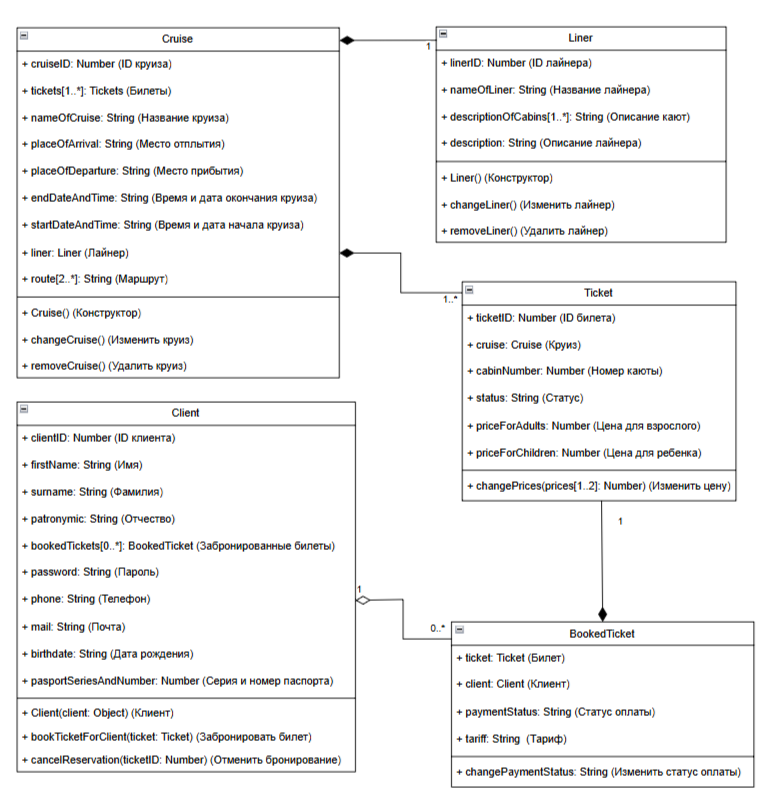 Cruise
+ cruiseID: Number (ID круиза)
+ tickets[1..*]: Tickets (Билеты)
+ nameOfCruise: String (Название круиза)
+ placeOfArrival: String (Место отплытия)
+ placeOfDeparture: String (Место прибытия)
+ endDateAndTime: String (Время и дата окончания круиза)
+ startDateAndTime: String (Время и дата начала круиза)
+ liner: Liner (Лайнер)
+ route[2..*]: String (Маршрут)
+ Cruise() (Конструктор)
+ changeCruise() (Изменить круиз)
+ removeCruise() (Удалить круиз)
1
Liner
+ linerID: Number (ID лайнера)
+ nameOfLiner: String (Название лайнера)
+ descriptionOfCabins[1..*]: String (Описание кают)
+ description: String (Описание лайнера)
+ Liner() (Конструктор)
+ changeLiner() (Изменить лайнер)
+ removeLiner() (Удалить лайнер)
1..*
Ticket
+ ticketID: Number (ID билета)
+ cruise: Cruise (Круиз)
+ cabinNumber: Number (Номер каюты)
+ status: String (Статус)
+ priceForAdults: Number (Цена для взрослого)
+ priceForChildren: Number (Цена для ребенка)
+ changePrices(prices[1..2]: Number) (Изменить цену)
1
Client
+ clientID: Number (ID клиента)
+ firstName: String (Имя)
+ surname: String (Фамилия)
+ patronymic: String (Отчество)
+ bookedTickets[0..*]: BookedTicket (Забронированные билеты)
+ password: String (Пароль)
+ phone: String (Телефон)
+ mail: String (Почта)
+ birthdate: String (Дата рождения)
+ pasportSeriesAndNumber: Number (Серия и номер паспорта)
+ Client(client: Object) (Клиент)
+ bookTicketForClient(ticket: Ticket) (Забронировать билет)
+ cancelReservation(ticketID: Number) (Отменить бронирование)
1
0..*
BookedTicket
+ ticket: Ticket (Билет)
+ client: Client (Клиент)
+ paymentStatus: String (Статус оплаты)
+ tariff: String (Тариф)
+ changePaymentStatus: String (Изменить статус оплаты)